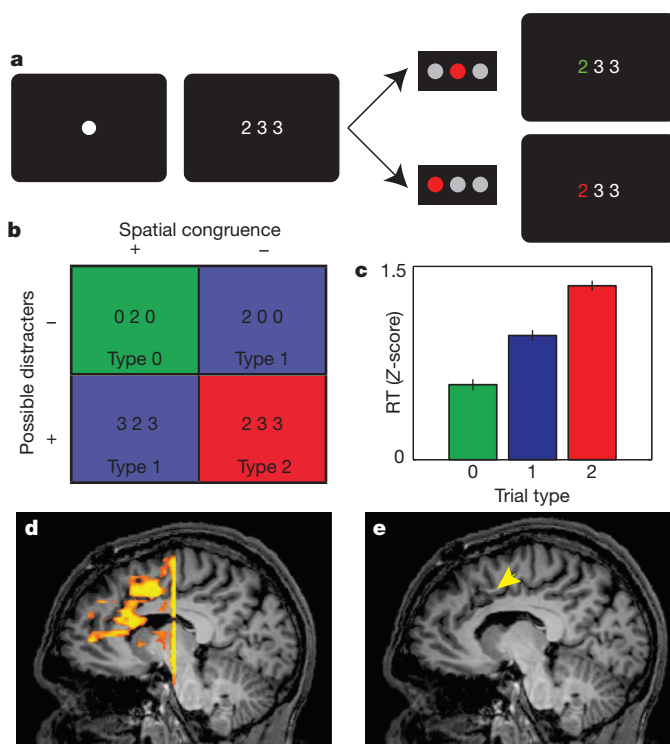 a
2 3 3
2 3 3
2 3 3
b
Spatial congruence
+ −
Possible distracters
−
+
0 2 0
Type 0
2 0 0
Type 1
3 2 3
Type 1
2 3 3
Type 2
c
1.5
0
RT (Z-score)
0 1 2
Trial type
d
e